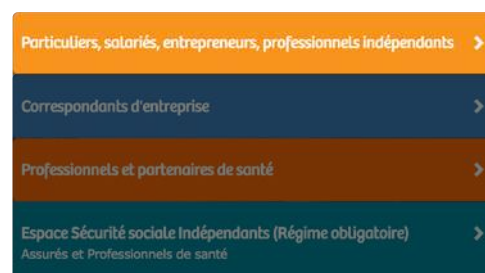 Particuliers, salariés, entrepreneurs, professionnels indépendants
Correspondants d'entreprise
Professionnels et partenaires de santé
Espace Sécurité sociale Indépendants (Régime obligatoire)
Assurés et Professionnels de santé